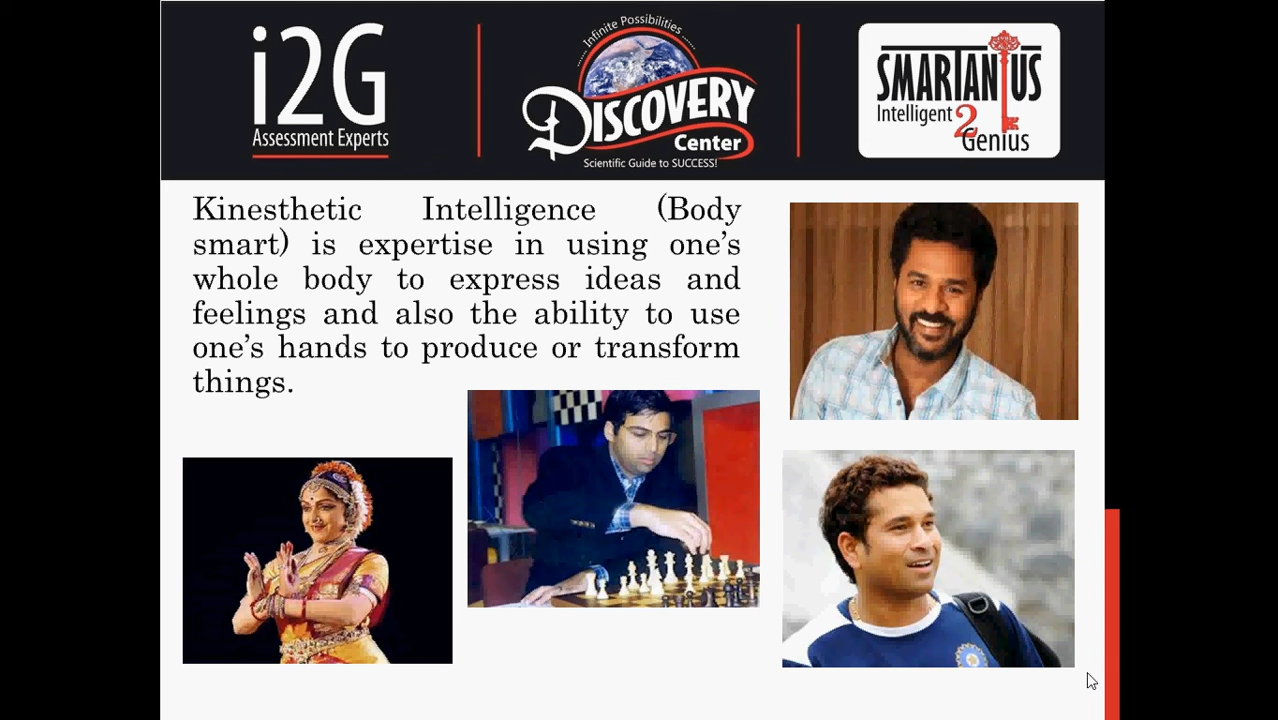 i2G
Assessment Experts
Infinite Possibilities
DISCOVERY
Center
Scientific Guide to SUCCESS!
SMARTANIUS
Intelligent 2
Genius
Kinesthetic Intelligence (Body
smart) is expertise in using one’s
whole body to express ideas and
feelings and also the ability to use
one’s hands to produce or transform
things.